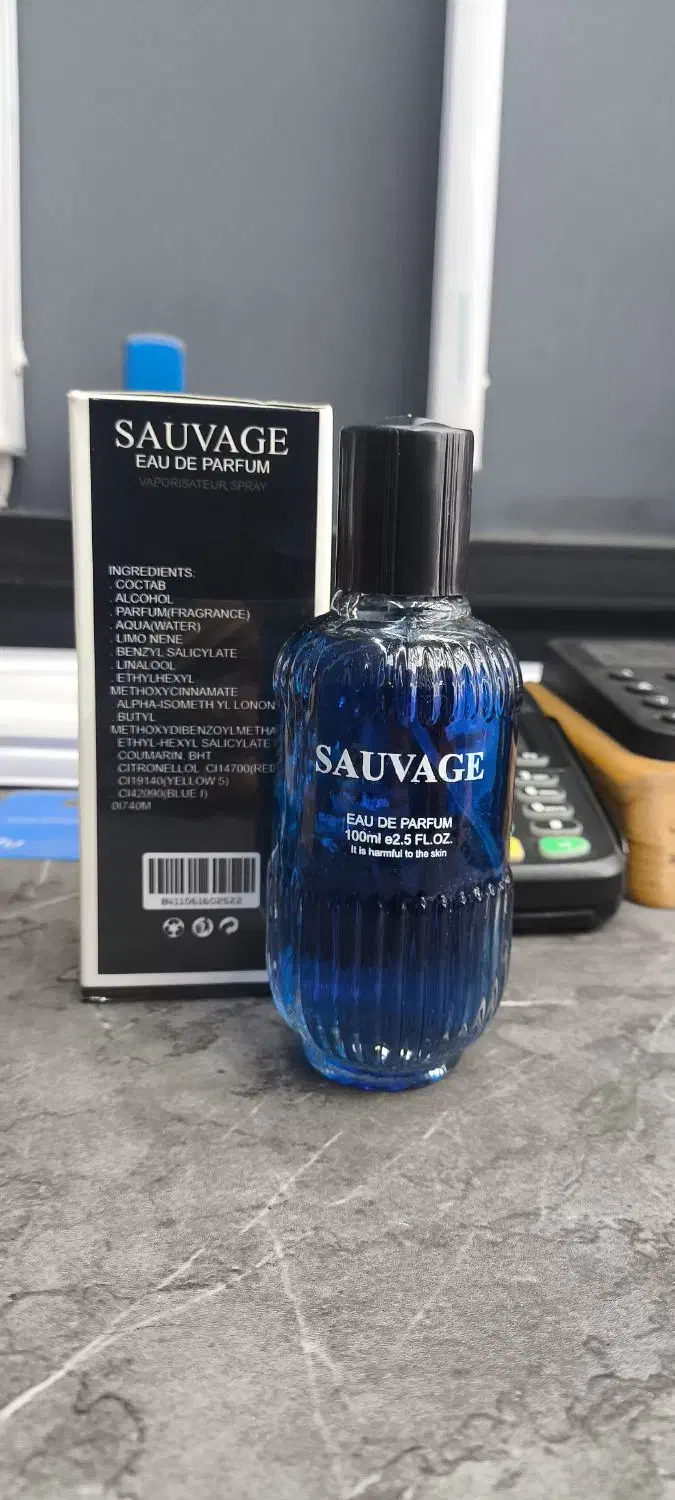 SAUVAGE
EAU DE PARFUM
VAPORISATEUR SPRAY
INGREDIENTS:
. COCTAB
. ALCOHOL
. PARFUM(FRAGRANCE)
. AQUA(WATER)
. LIMO NENE
. BENZYL SALICYLATE
. LINALOOL
. ETHYLHEXYL
METHOXYCINNAMATE
. ALPHA-ISOMETH YL LONON
BUTYL
METHOXYDIBENZOYLMETHA
ETHYL-HEXYL SALICYLATE
COUMARIN, BHT
CITRONELLOL, CI14700(RED
CI19140(YELLOW 5)
CI42090(BLUE I)
0I740M
8411061602522
SAUVAGE
EAU DE PARFUM
100ml e2.5 FL.OZ.
It is harmful to the skin